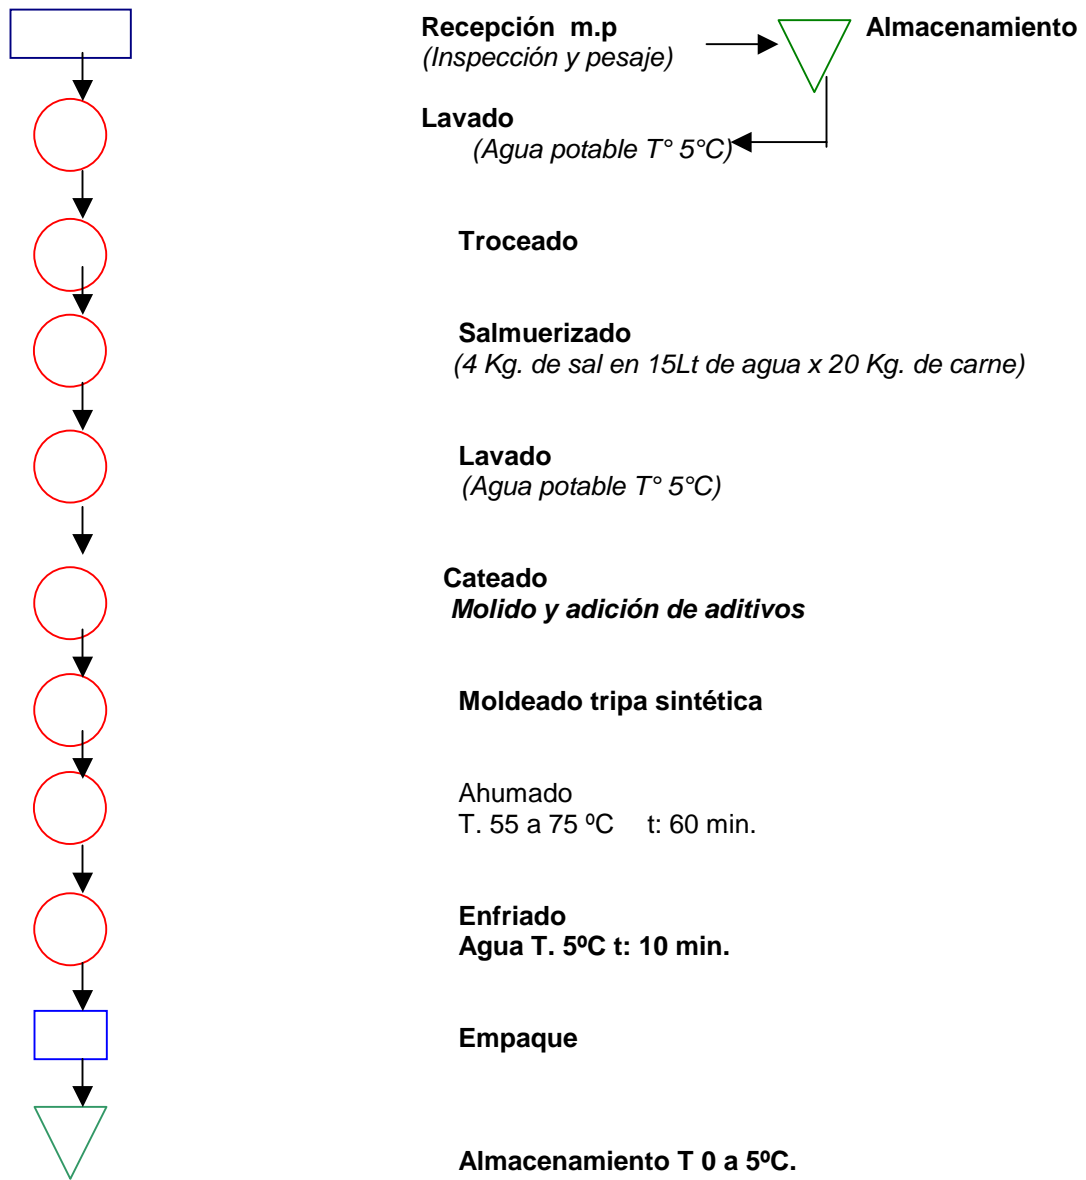 Recepción m.p
(Inspección y pesaje)
Almacenamiento
Lavado
(Agua potable T° 5°C)
Troceado
Salmuerizado
(4 Kg. de sal en 15Lt de agua x 20 Kg. de carne)
Lavado
(Agua potable T° 5°C)
Cateado
Molido y adición de aditivos
Moldeado tripa sintética
Ahumado
T. 55 a 75 ºC t: 60 min.
Enfriado
Agua T. 5ºC t: 10 min.
Empaque
Almacenamiento T 0 a 5ºC.